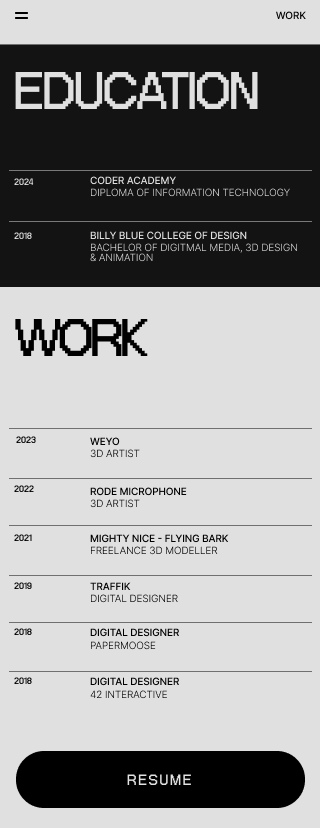 WORK
EDUCATION
2024
CODER ACADEMY
DIPLOMA OF INFORMATION TECHNOLOGY
2018
BILLY BLUE COLLEGE OF DESIGN
BACHELOR OF DIGITMAL MEDIA, 3D DESIGN
& ANIMATION
WORK
2023
WEYO
3D ARTIST
2022
RODE MICROPHONE
3D ARTIST
2021
MIGHTY NICE - FLYING BARK
FREELANCE 3D MODELLER
2019
TRAFFIK
DIGITAL DESIGNER
2018
DIGITAL DESIGNER
PAPERMOOSE
2018
DIGITAL DESIGNER
42 INTERACTIVE
RESUME